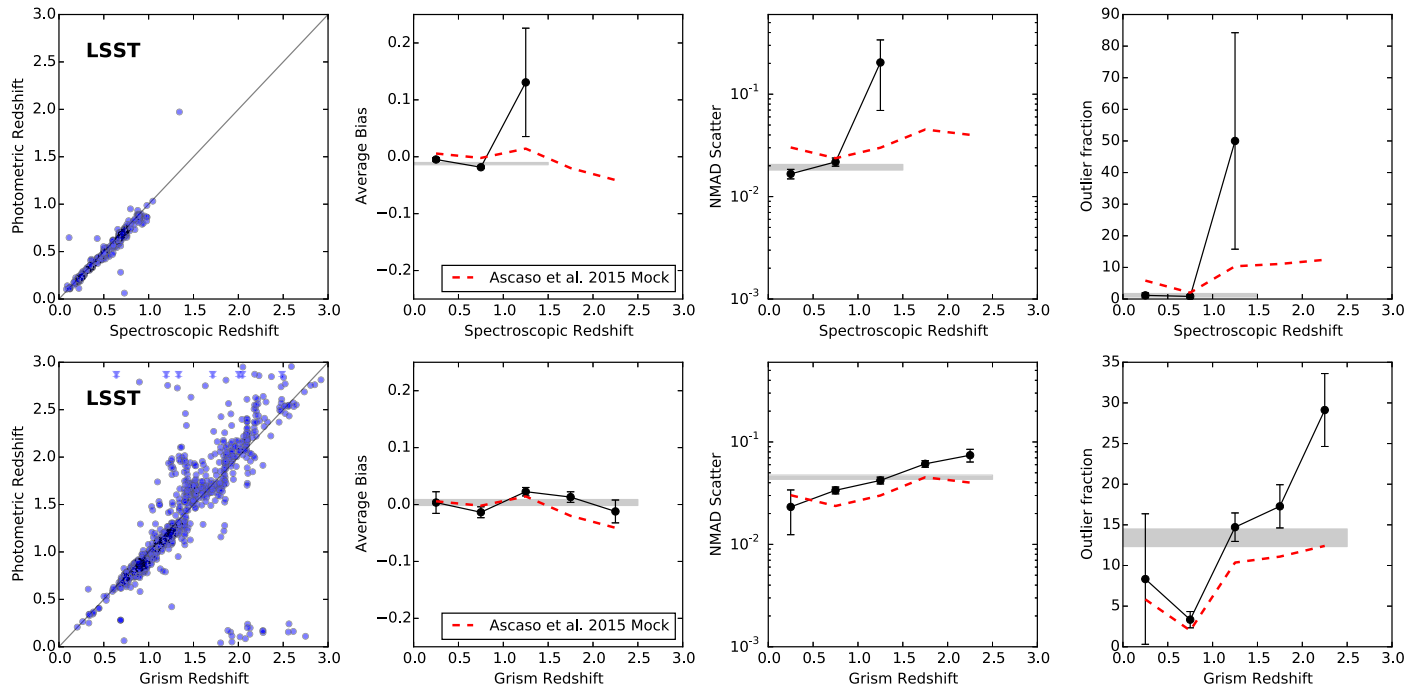 LSST
3.0
2.5
2.0
1.5
1.0
0.5
0.0
Photometric Redshift
0.0 0.5 1.0 1.5 2.0 2.5 3.0
Spectroscopic Redshift
0.2
0.1
0.0
−0.1
−0.2
Average Bias
Ascaso et al. 2015 Mock
0.0 0.5 1.0 1.5 2.0 2.5 3.0
Spectroscopic Redshift
10⁻¹
10⁻²
10⁻³
NMAD Scatter
0.0 0.5 1.0 1.5 2.0 2.5 3.0
Spectroscopic Redshift
90
80
70
60
50
40
30
20
10
0
Outlier fraction
0.0 0.5 1.0 1.5 2.0 2.5 3.0
Spectroscopic Redshift
LSST
3.0
2.5
2.0
1.5
1.0
0.5
0.0
Photometric Redshift
0.0 0.5 1.0 1.5 2.0 2.5 3.0
Grism Redshift
0.2
0.1
0.0
−0.1
−0.2
Average Bias
Ascaso et al. 2015 Mock
0.0 0.5 1.0 1.5 2.0 2.5 3.0
Grism Redshift
10⁻¹
10⁻²
10⁻³
NMAD Scatter
0.0 0.5 1.0 1.5 2.0 2.5 3.0
Grism Redshift
35
30
25
20
15
10
5
0
Outlier fraction
0.0 0.5 1.0 1.5 2.0 2.5 3.0
Grism Redshift